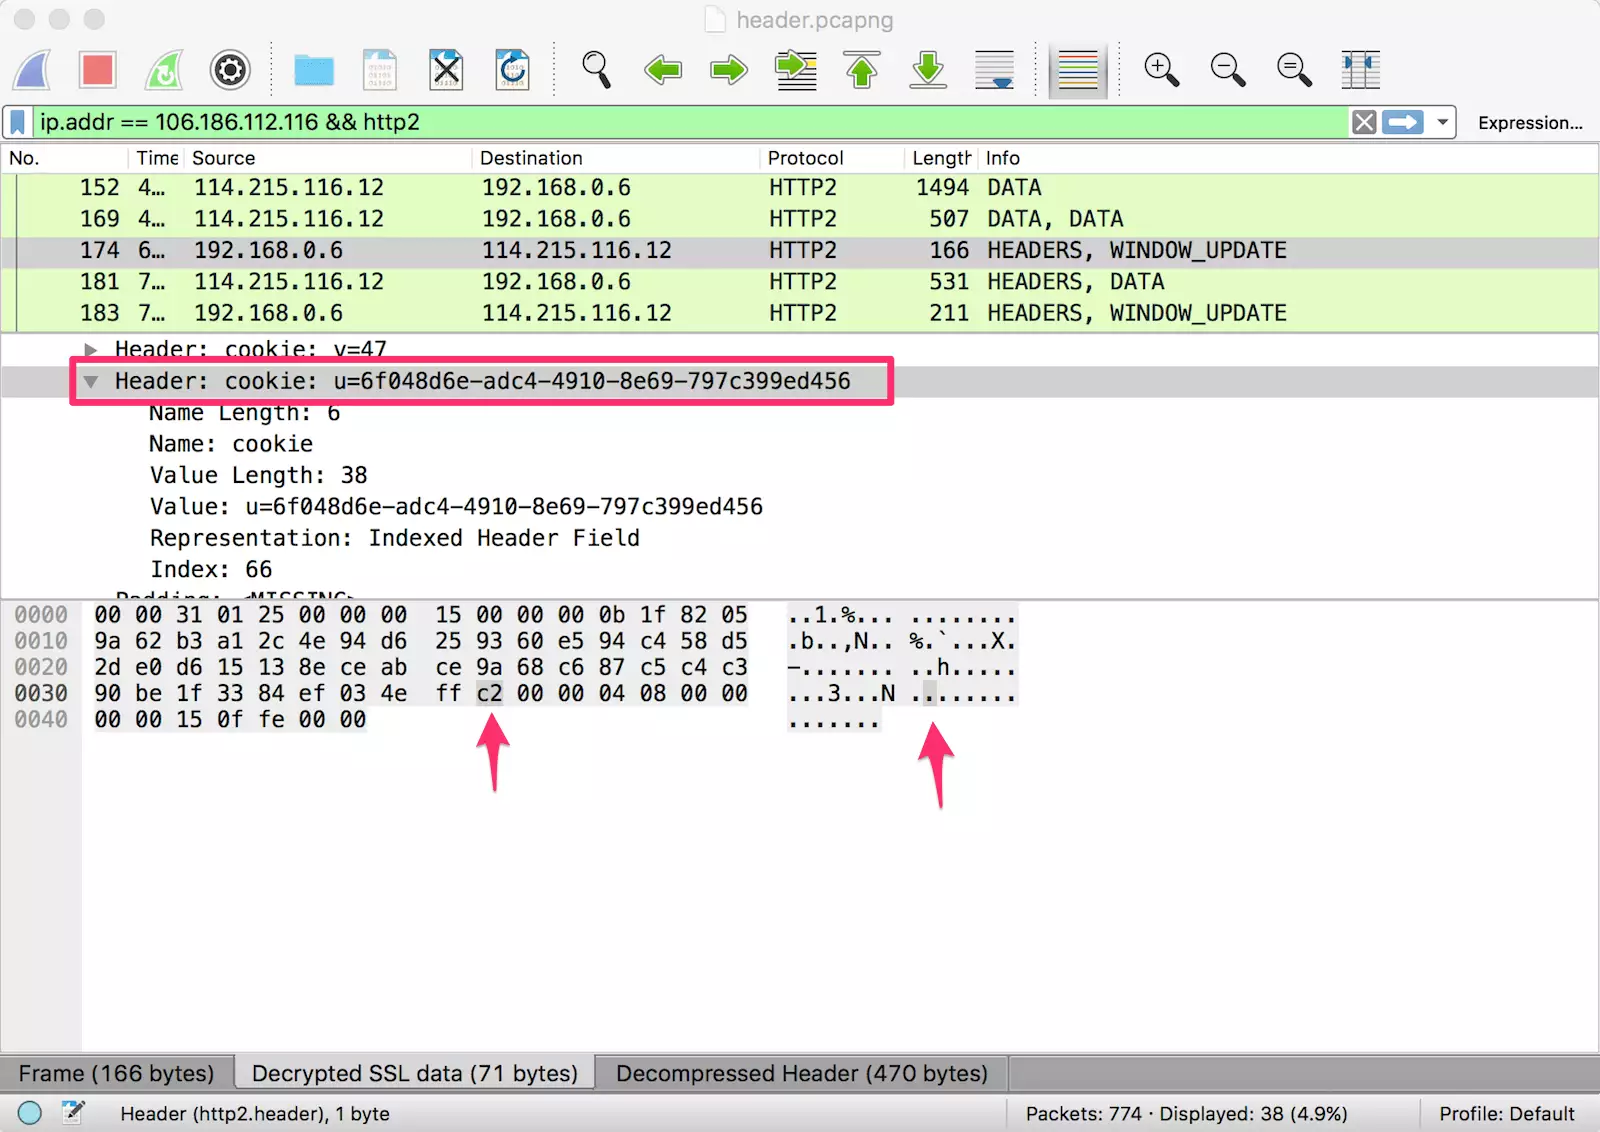 header.pcapng
ip.addr == 106.186.112.116 && http2
Expression...
No. Time Source Destination Protocol Length Info
152 4... 114.215.116.12 192.168.0.6 HTTP2 1494 DATA
169 4... 114.215.116.12 192.168.0.6 HTTP2 507 DATA, DATA
174 6... 192.168.0.6 114.215.116.12 HTTP2 166 HEADERS, WINDOW_UPDATE
181 7... 114.215.116.12 192.168.0.6 HTTP2 531 HEADERS, DATA
183 7... 192.168.0.6 114.215.116.12 HTTP2 211 HEADERS, WINDOW_UPDATE
Header: cookie: v=47
Header: cookie: u=6f048d6e-adc4-4910-8e69-797c399ed456
Name Length: 6
Name: cookie
Value Length: 38
Value: u=6f048d6e-adc4-4910-8e69-797c399ed456
Representation: Indexed Header Field
Index: 66
Padding: <MISSING>
0000 00 00 31 01 25 00 00 00 15 00 00 00 0b 1f 82 05 ..1.%... ........
0010 9a 62 b3 a1 2c 4e 94 d6 25 93 60 e5 94 c4 58 d5 .b..,N.. %.`...X.
0020 2d e0 d6 15 13 8e ce ab ce 9a 68 c6 87 c5 c4 c3 -....... ..h.....
0030 90 be 1f 33 84 ef 03 4e ff c2 00 00 04 08 00 00 ...3...N ........
0040 00 00 15 0f fe 00 00 .......
Frame (166 bytes) Decrypted SSL data (71 bytes) Decompressed Header (470 bytes)
Header (http2.header), 1 byte Packets: 774 · Displayed: 38 (4.9%) Profile: Default